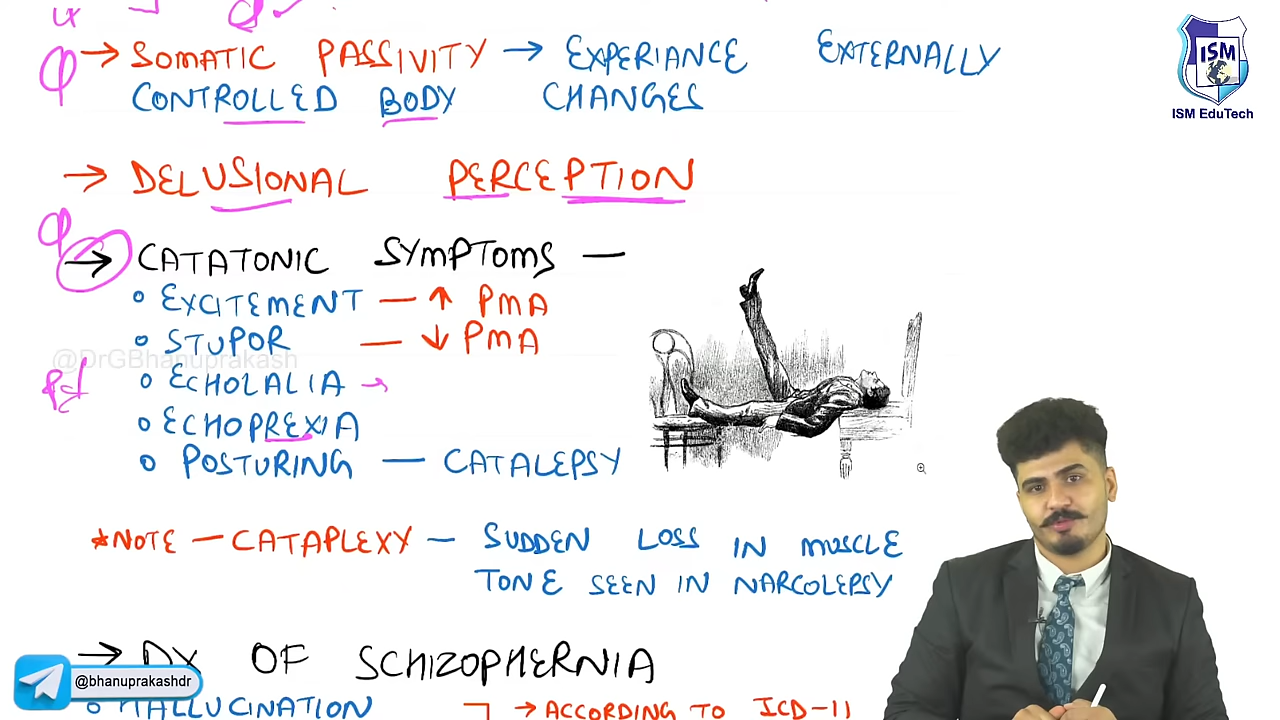 → SOMATIC PASSIVITY → EXPERIANCE EXTERNALLY
CONTROLLED BODY CHANGES
ISM
ISM EduTech
→ DELUSIONAL PERCEPTION
→ CATATONIC SYMPTOMS —
• EXCITEMENT — ↑ PMA
• STUPOR — ↓ PMA
@DrGBhanuprakash
• ECHOLALIA →
• ECHOPREXIA
• POSTURING — CATALEPSY
*NOTE — CATAPLEXY — SUDDEN LOSS IN MUSCLE
TONE SEEN IN NARCOLEPSY
→ DX OF SCHIZOPHERNIA
@bhanuprakashdr
• HALLUCINATION → ACCORDING TO ICD-11